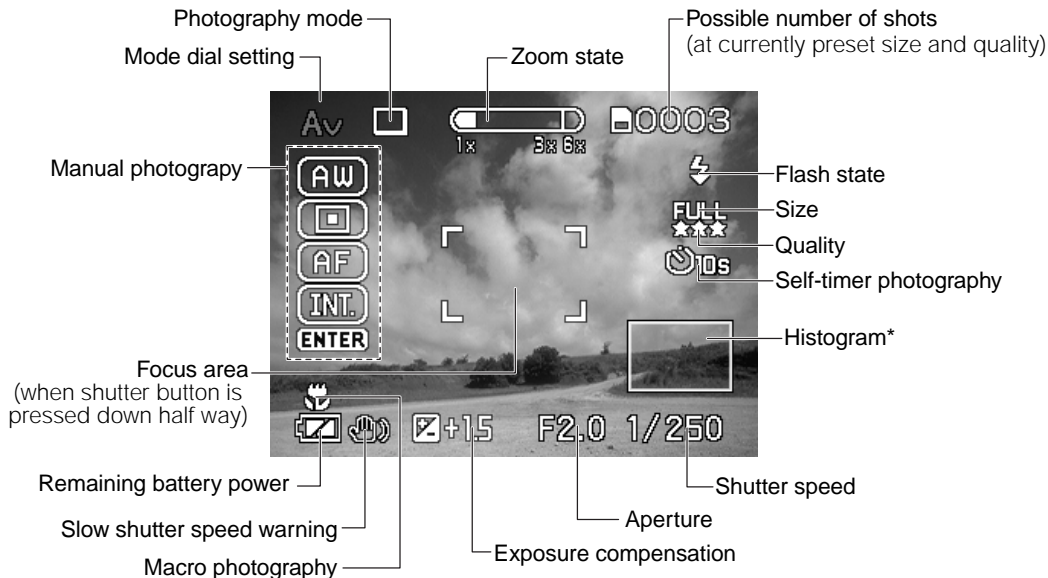 Photography mode
Possible number of shots
(at currently preset size and quality)
Mode dial setting
Zoom state
Av
0003
1x 3x 6x
Manual photograpy
AW
Flash state
FULL
Size
Quality
AF
10s
Self-timer photography
INT.
ENTER
Histogram*
Focus area
(when shutter button is
pressed down half way)
+1.5 F2.0 1/250
Remaining battery power
Shutter speed
Slow shutter speed warning
Aperture
Macro photography
Exposure compensation